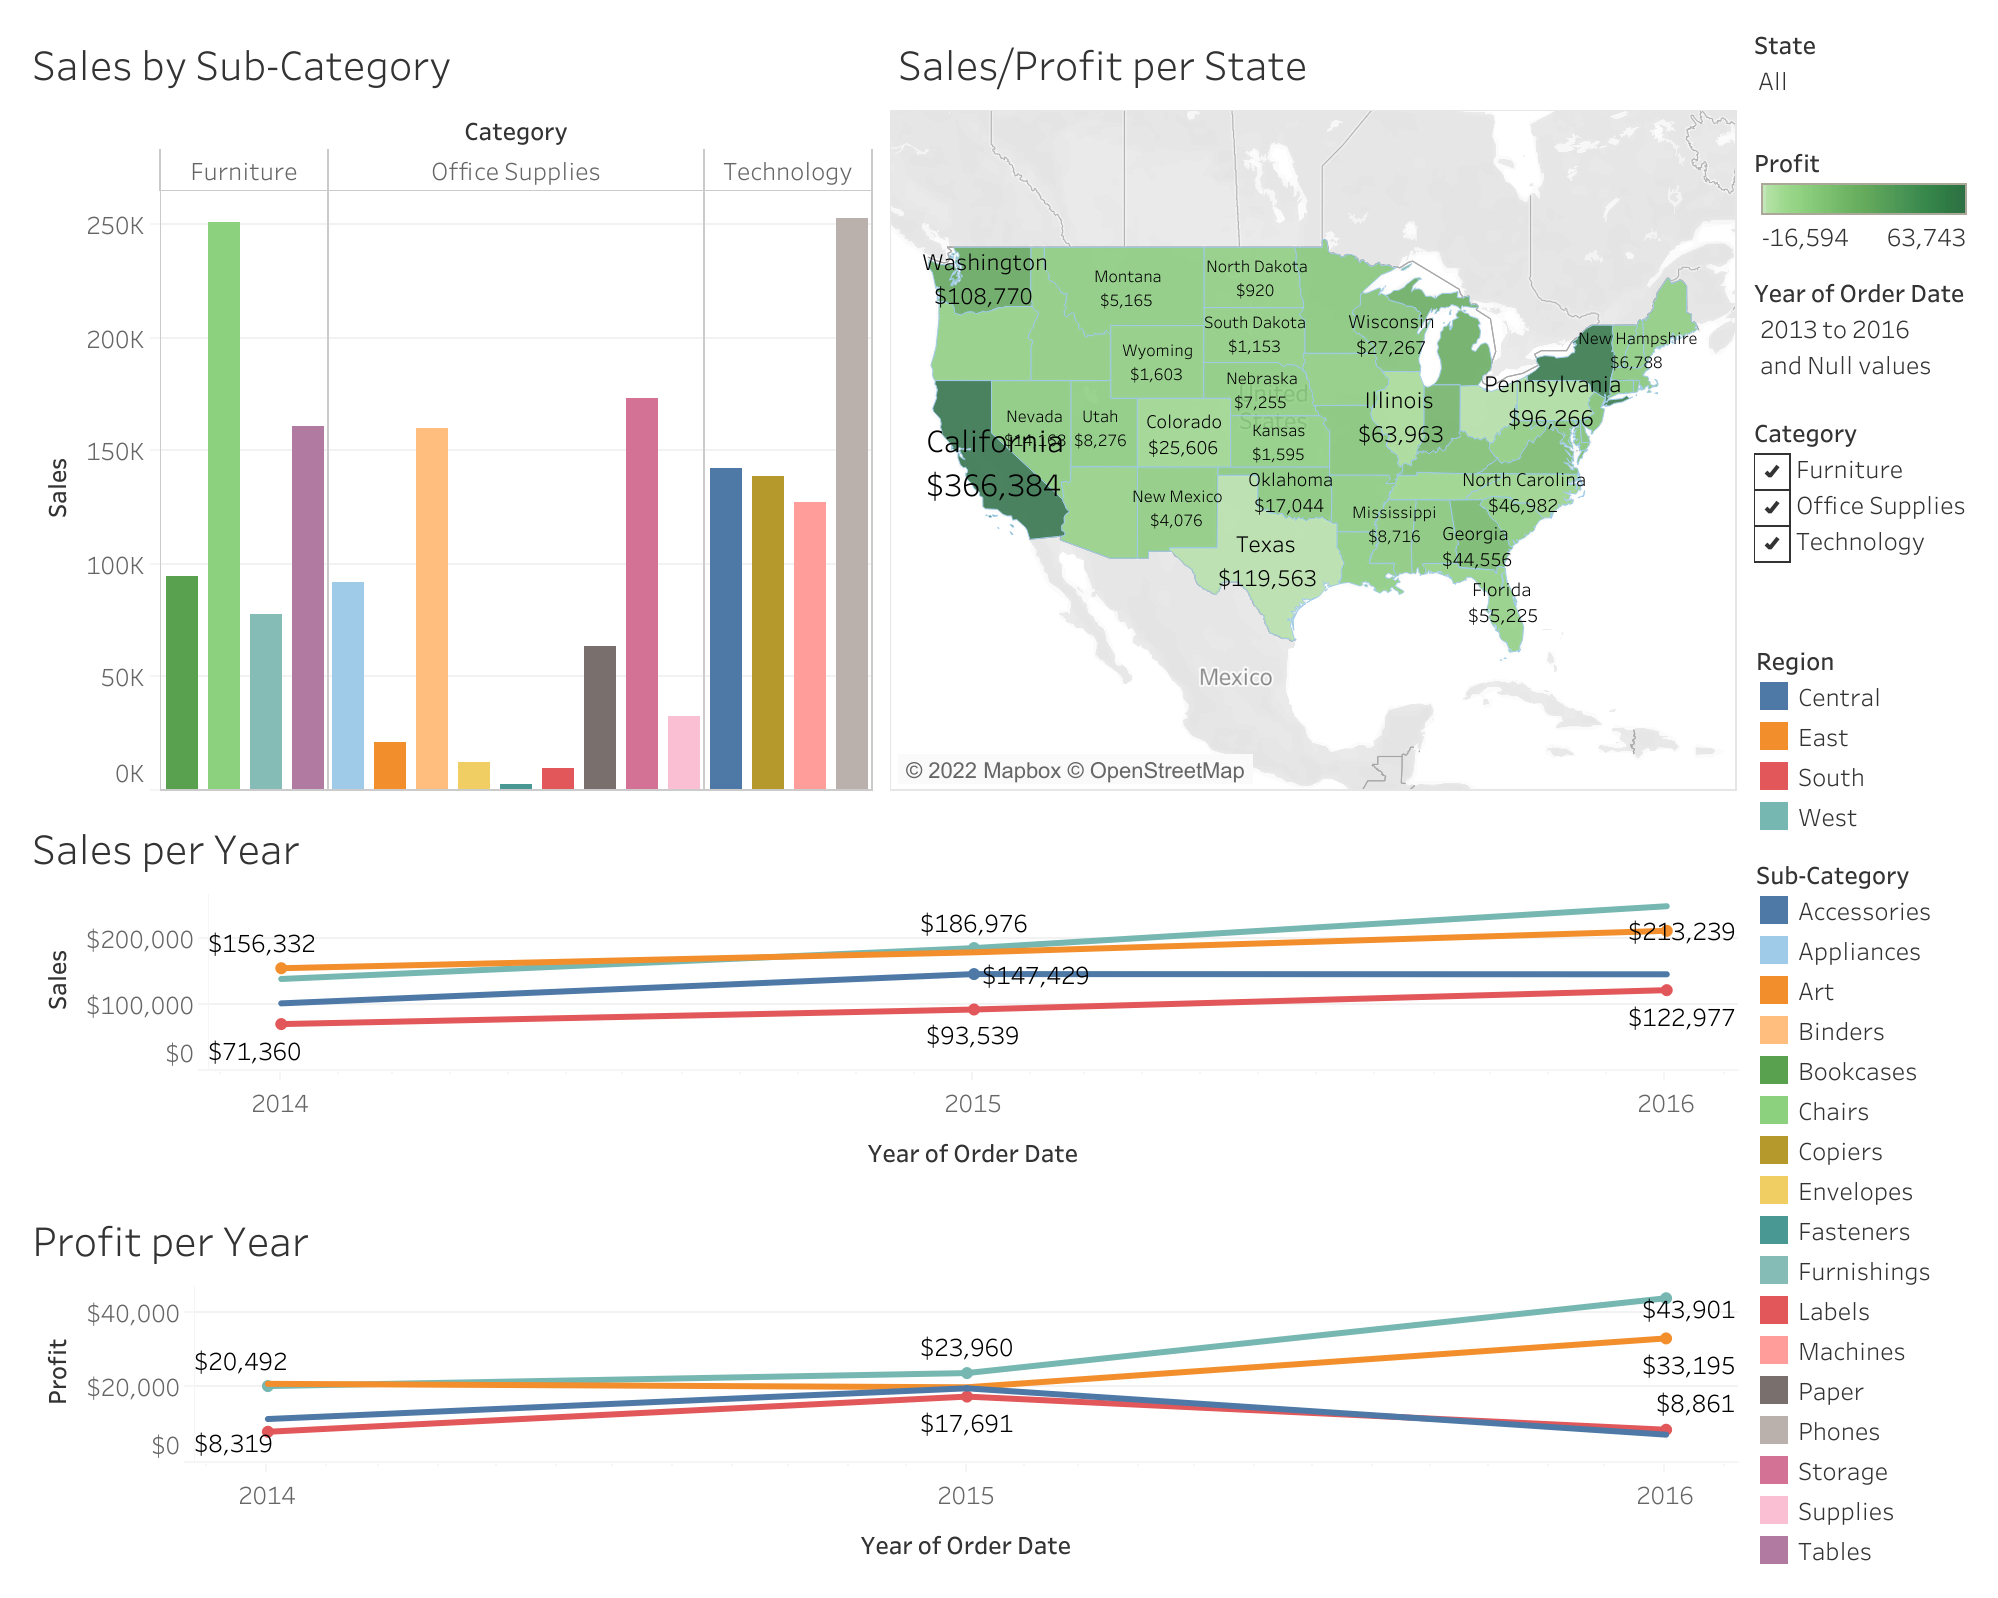 Sales by Sub-Category
Category
Furniture
Office Supplies
Technology
250K
200K
150K
100K
50K
0K
Sales
Sales/Profit per State
Washington
$108,770
Montana
$5,165
North Dakota
$920
South Dakota
$1,153
Wisconsin
$27,267
New Hampshire
$6,788
Wyoming
$1,603
Nebraska
$7,255
United
States
Pennsylvania
$96,266
Illinois
$63,963
Nevada
$14,168
Utah
$8,276
Colorado
$25,606
Kansas
$1,595
California
$366,384
New Mexico
$4,076
Oklahoma
$17,044
North Carolina
$46,982
Mississippi
$8,716
Georgia
$44,556
Texas
$119,563
Florida
$55,225
Mexico
© 2022 Mapbox © OpenStreetMap
State
All
Profit
-16,594
63,743
Year of Order Date
2013 to 2016
and Null values
Category
Furniture
Office Supplies
Technology
Region
Central
East
South
West
Sub-Category
Accessories
Appliances
Art
Binders
Bookcases
Chairs
Copiers
Envelopes
Fasteners
Furnishings
Labels
Machines
Paper
Phones
Storage
Supplies
Tables
Sales per Year
Sales
$200,000
$100,000
$0
$156,332
$71,360
$186,976
$147,429
$93,539
$213,239
$122,977
2014
2015
2016
Year of Order Date
Profit per Year
Profit
$40,000
$20,000
$0
$20,492
$8,319
$23,960
$17,691
$43,901
$33,195
$8,861
2014
2015
2016
Year of Order Date